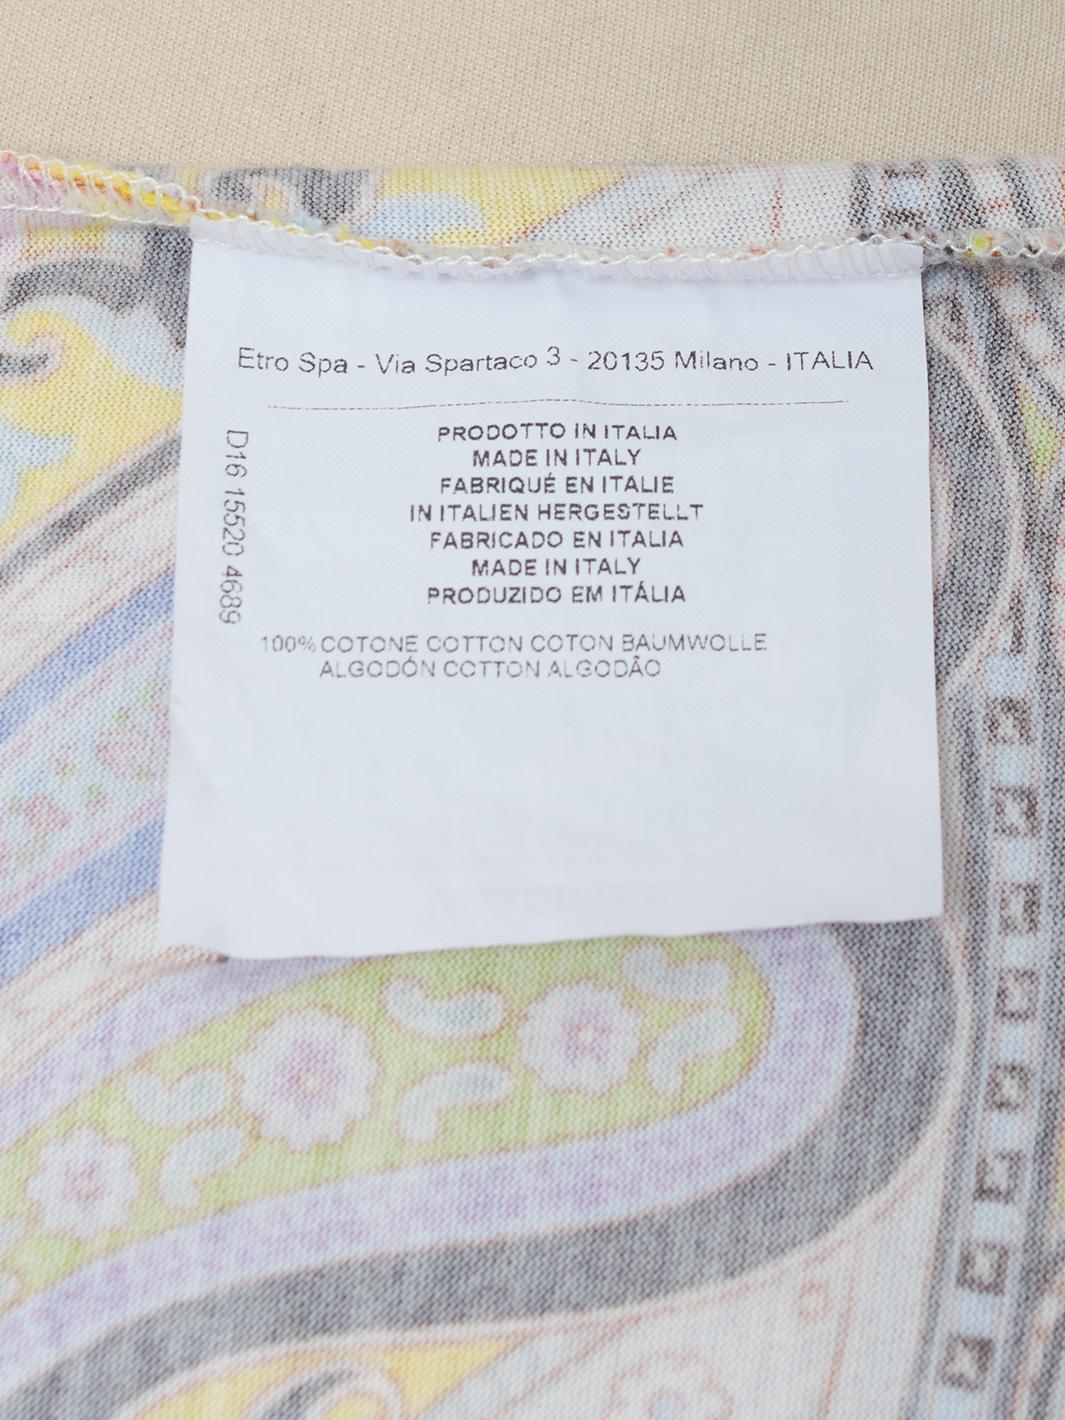 Etro Spa - Via Spartaco 3 - 20135 Milano - ITALIA
PRODOTTO IN ITALIA
MADE IN ITALY
FABRIQUÉ EN ITALIE
IN ITALIEN HERGESTELLT
FABRICADO EN ITALIA
MADE IN ITALY
PRODUZIDO EM ITÁLIA
D16 15520 4689
100% COTONE COTTON COTON BAUMWOLLE
ALGODÓN COTTON ALGODÃO